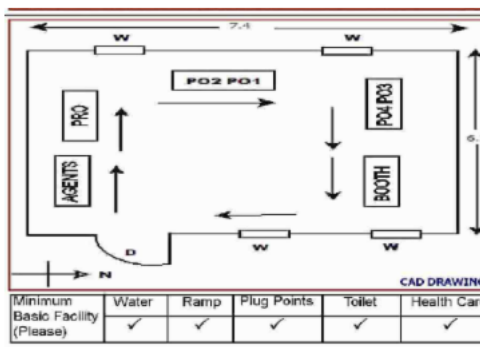 7.4
W W
PO2 PO1
PRO
PO4 PO3
AGENTS
BOOTH
D
W W
N
CAD DRAWING
Minimum Basic Facility (Please) Water Ramp Plug Points Toilet Health Car
✓ ✓ ✓ ✓ ✓